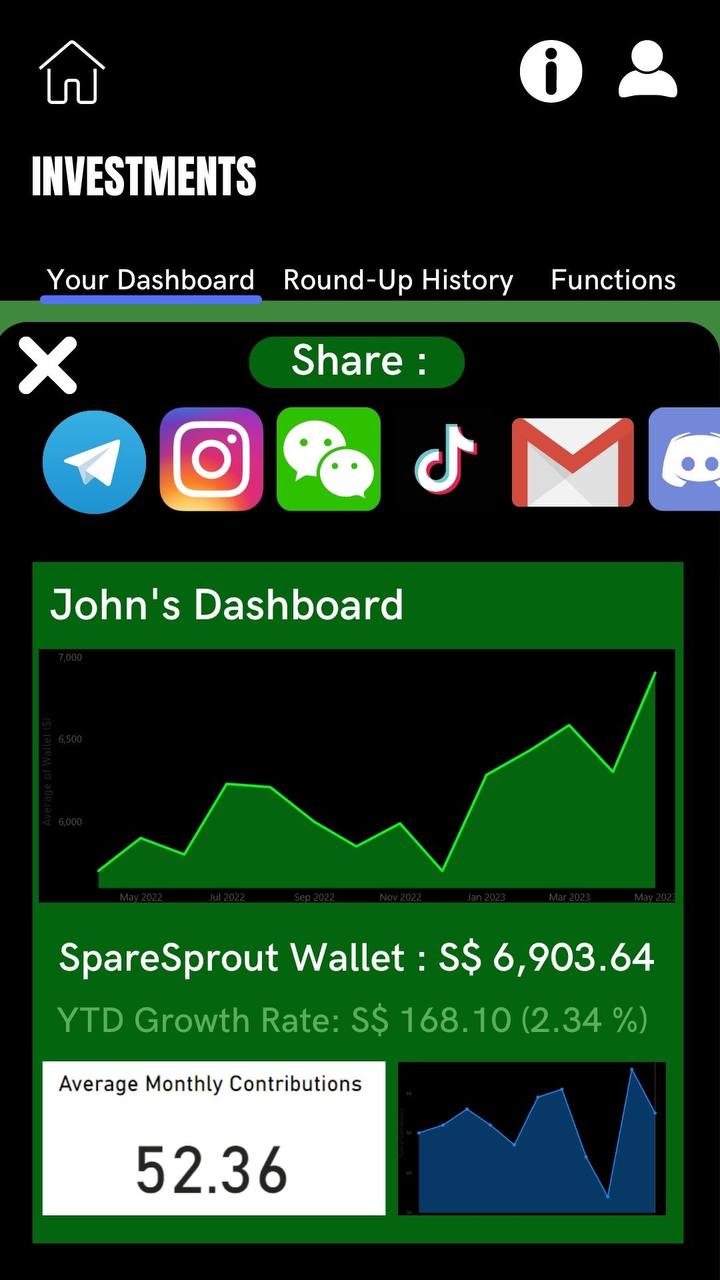 INVESTMENTS
Your Dashboard Round-Up History Functions
Share :
John's Dashboard
7,000
6,500
6,000
Average of Wallet ($)
May 2022 Jul 2022 Sep 2022 Nov 2022 Jan 2023 Mar 2023 May 2023
SpareSprout Wallet : S$ 6,903.64
YTD Growth Rate: S$ 168.10 (2.34 %)
Average Monthly Contributions
52.36